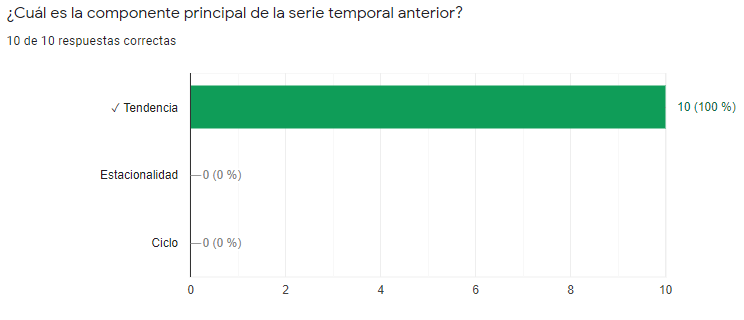 ¿Cuál es la componente principal de la serie temporal anterior?
10 de 10 respuestas correctas
✓ Tendencia
10 (100 %)
Estacionalidad
0 (0 %)
Ciclo
0 (0 %)
0 2 4 6 8 10